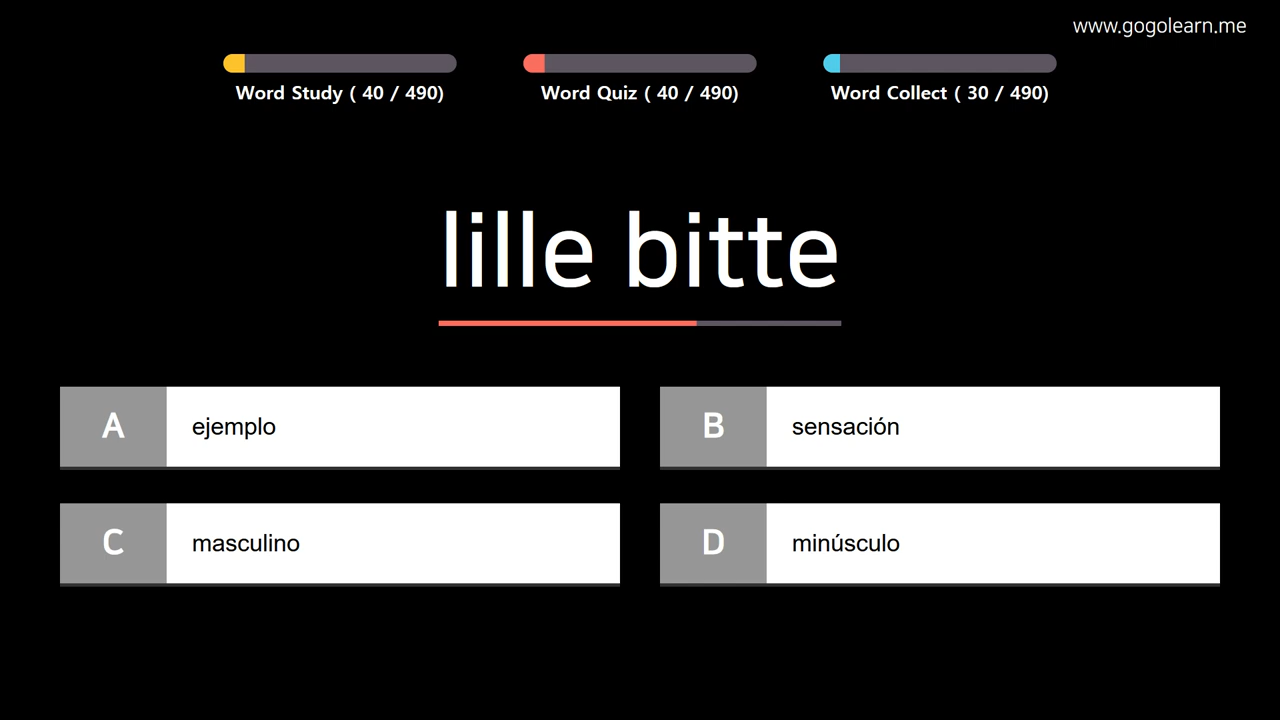 www.gogolearn.me
Word Study ( 40 / 490)
Word Quiz ( 40 / 490)
Word Collect ( 30 / 490)
lille bitte
A
ejemplo
B
sensación
C
masculino
D
minúsculo